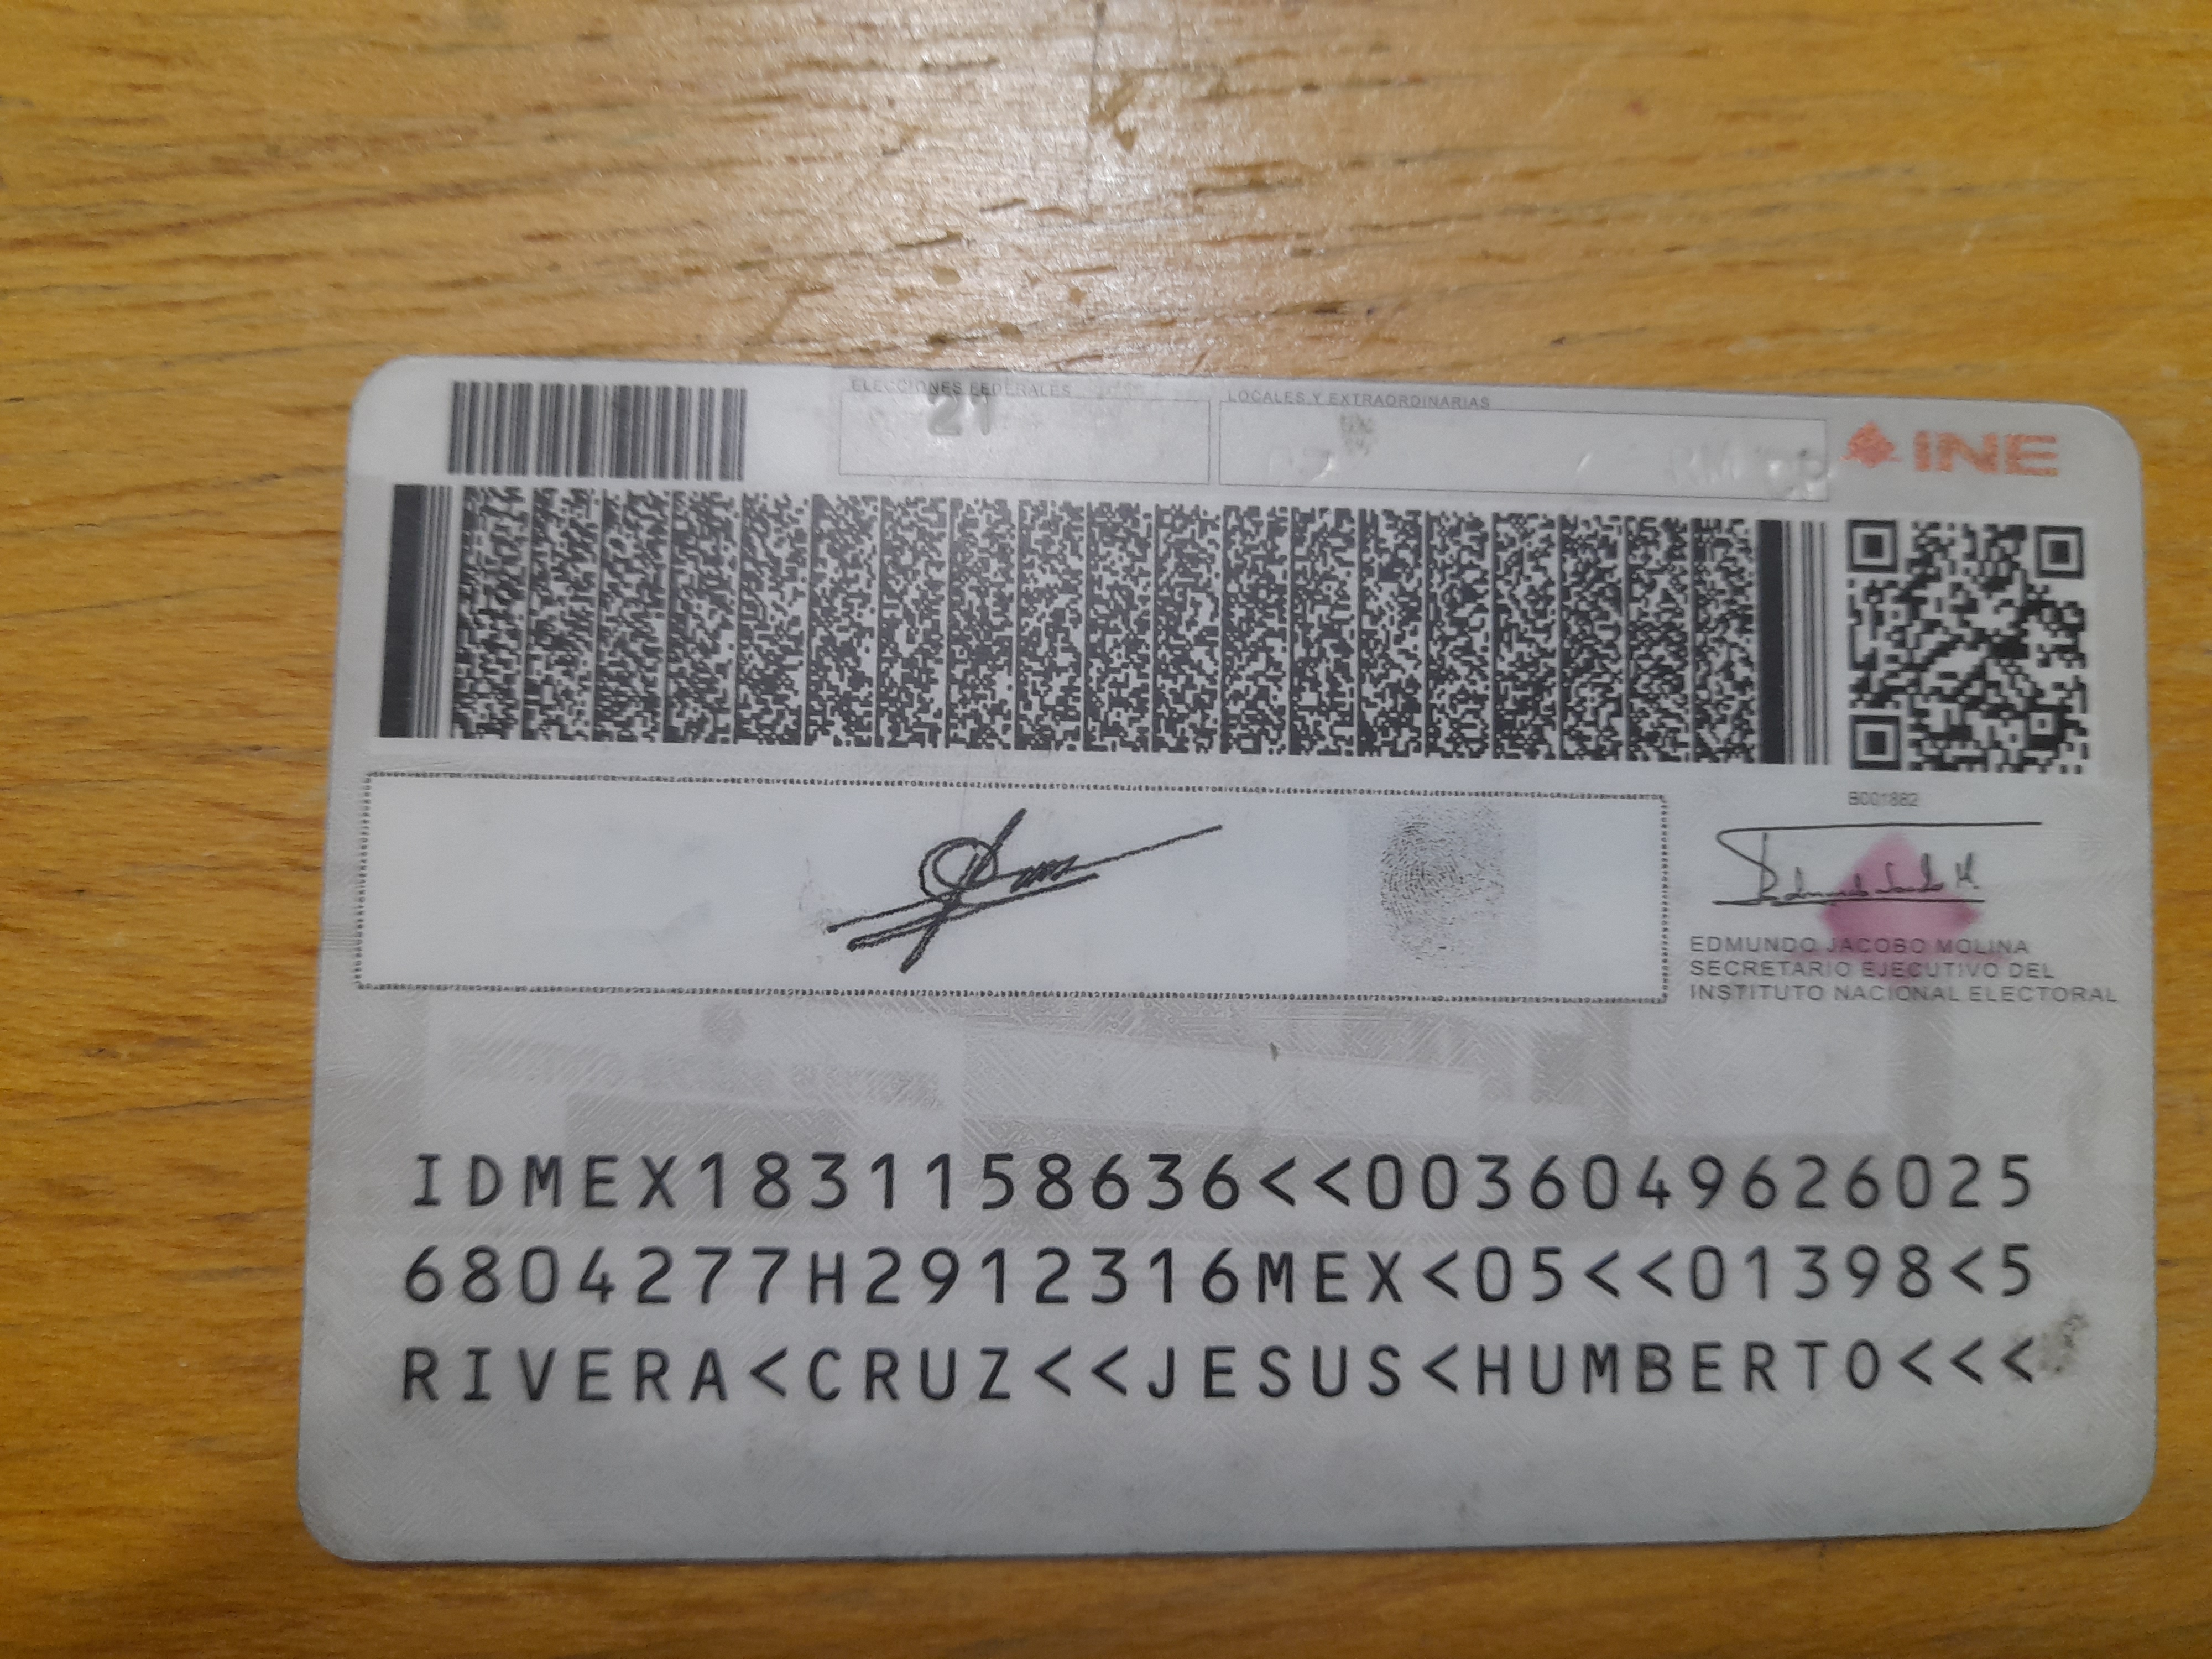 ELECCIONES FEDERALES
21
LOCALES Y EXTRAORDINARIAS
INE
B001882
EDMUNDO JACOBO MOLINA
SECRETARIO EJECUTIVO DEL
INSTITUTO NACIONAL ELECTORAL
IDMEX1831158636<<0036049626025
6804277H2912316MEX<05<<01398<5
RIVERA<CRUZ<<JESUS<HUMBERTO<<<